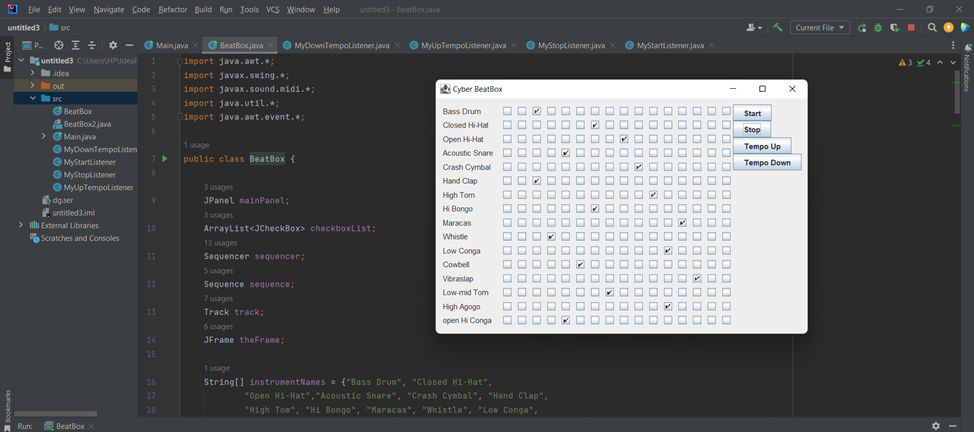 File Edit View Navigate Code Refactor Build Run Tools VCS Window Help untitled3 - BeatBox.java
untitled3 src
Current File
Project
P...
Main.java
BeatBox.java
MyDownTempoListener.java
MyUpTempoListener.java
MyStopListener.java
MyStartListener.java
untitled3 C:\Users\HP\IdeaP
.idea
out
src
BeatBox
BeatBox2.java
Main.java
MyDownTempoListen
MyStartListener
MyStopListener
MyUpTempoListener
dg.ser
untitled3.iml
External Libraries
Scratches and Consoles
3 4
1 import java.awt.*;
2 import javax.swing.*;
3 import javax.sound.midi.*;
4 import java.util.*;
5 import java.awt.event.*;
6
1 usage
7 public class BeatBox {
8
3 usages
9 JPanel mainPanel;
3 usages
10 ArrayList<JCheckBox> checkboxList;
13 usages
11 Sequencer sequencer;
5 usages
12 Sequence sequence;
7 usages
13 Track track;
6 usages
14 JFrame theFrame;
15
1 usage
16 String[] instrumentNames = {"Bass Drum", "Closed Hi-Hat",
17 "Open Hi-Hat","Acoustic Snare", "Crash Cymbal", "Hand Clap",
18 "High Tom", "Hi Bongo", "Maracas", "Whistle", "Low Conga",
Cyber BeatBox
Bass Drum
Closed Hi-Hat
Open Hi-Hat
Acoustic Snare
Crash Cymbal
Hand Clap
High Tom
Hi Bongo
Maracas
Whistle
Low Conga
Cowbell
Vibraslap
Low-mid Tom
High Agogo
open Hi Conga
Start
Stop
Tempo Up
Tempo Down
Notifications
Bookmarks
Run: BeatBox